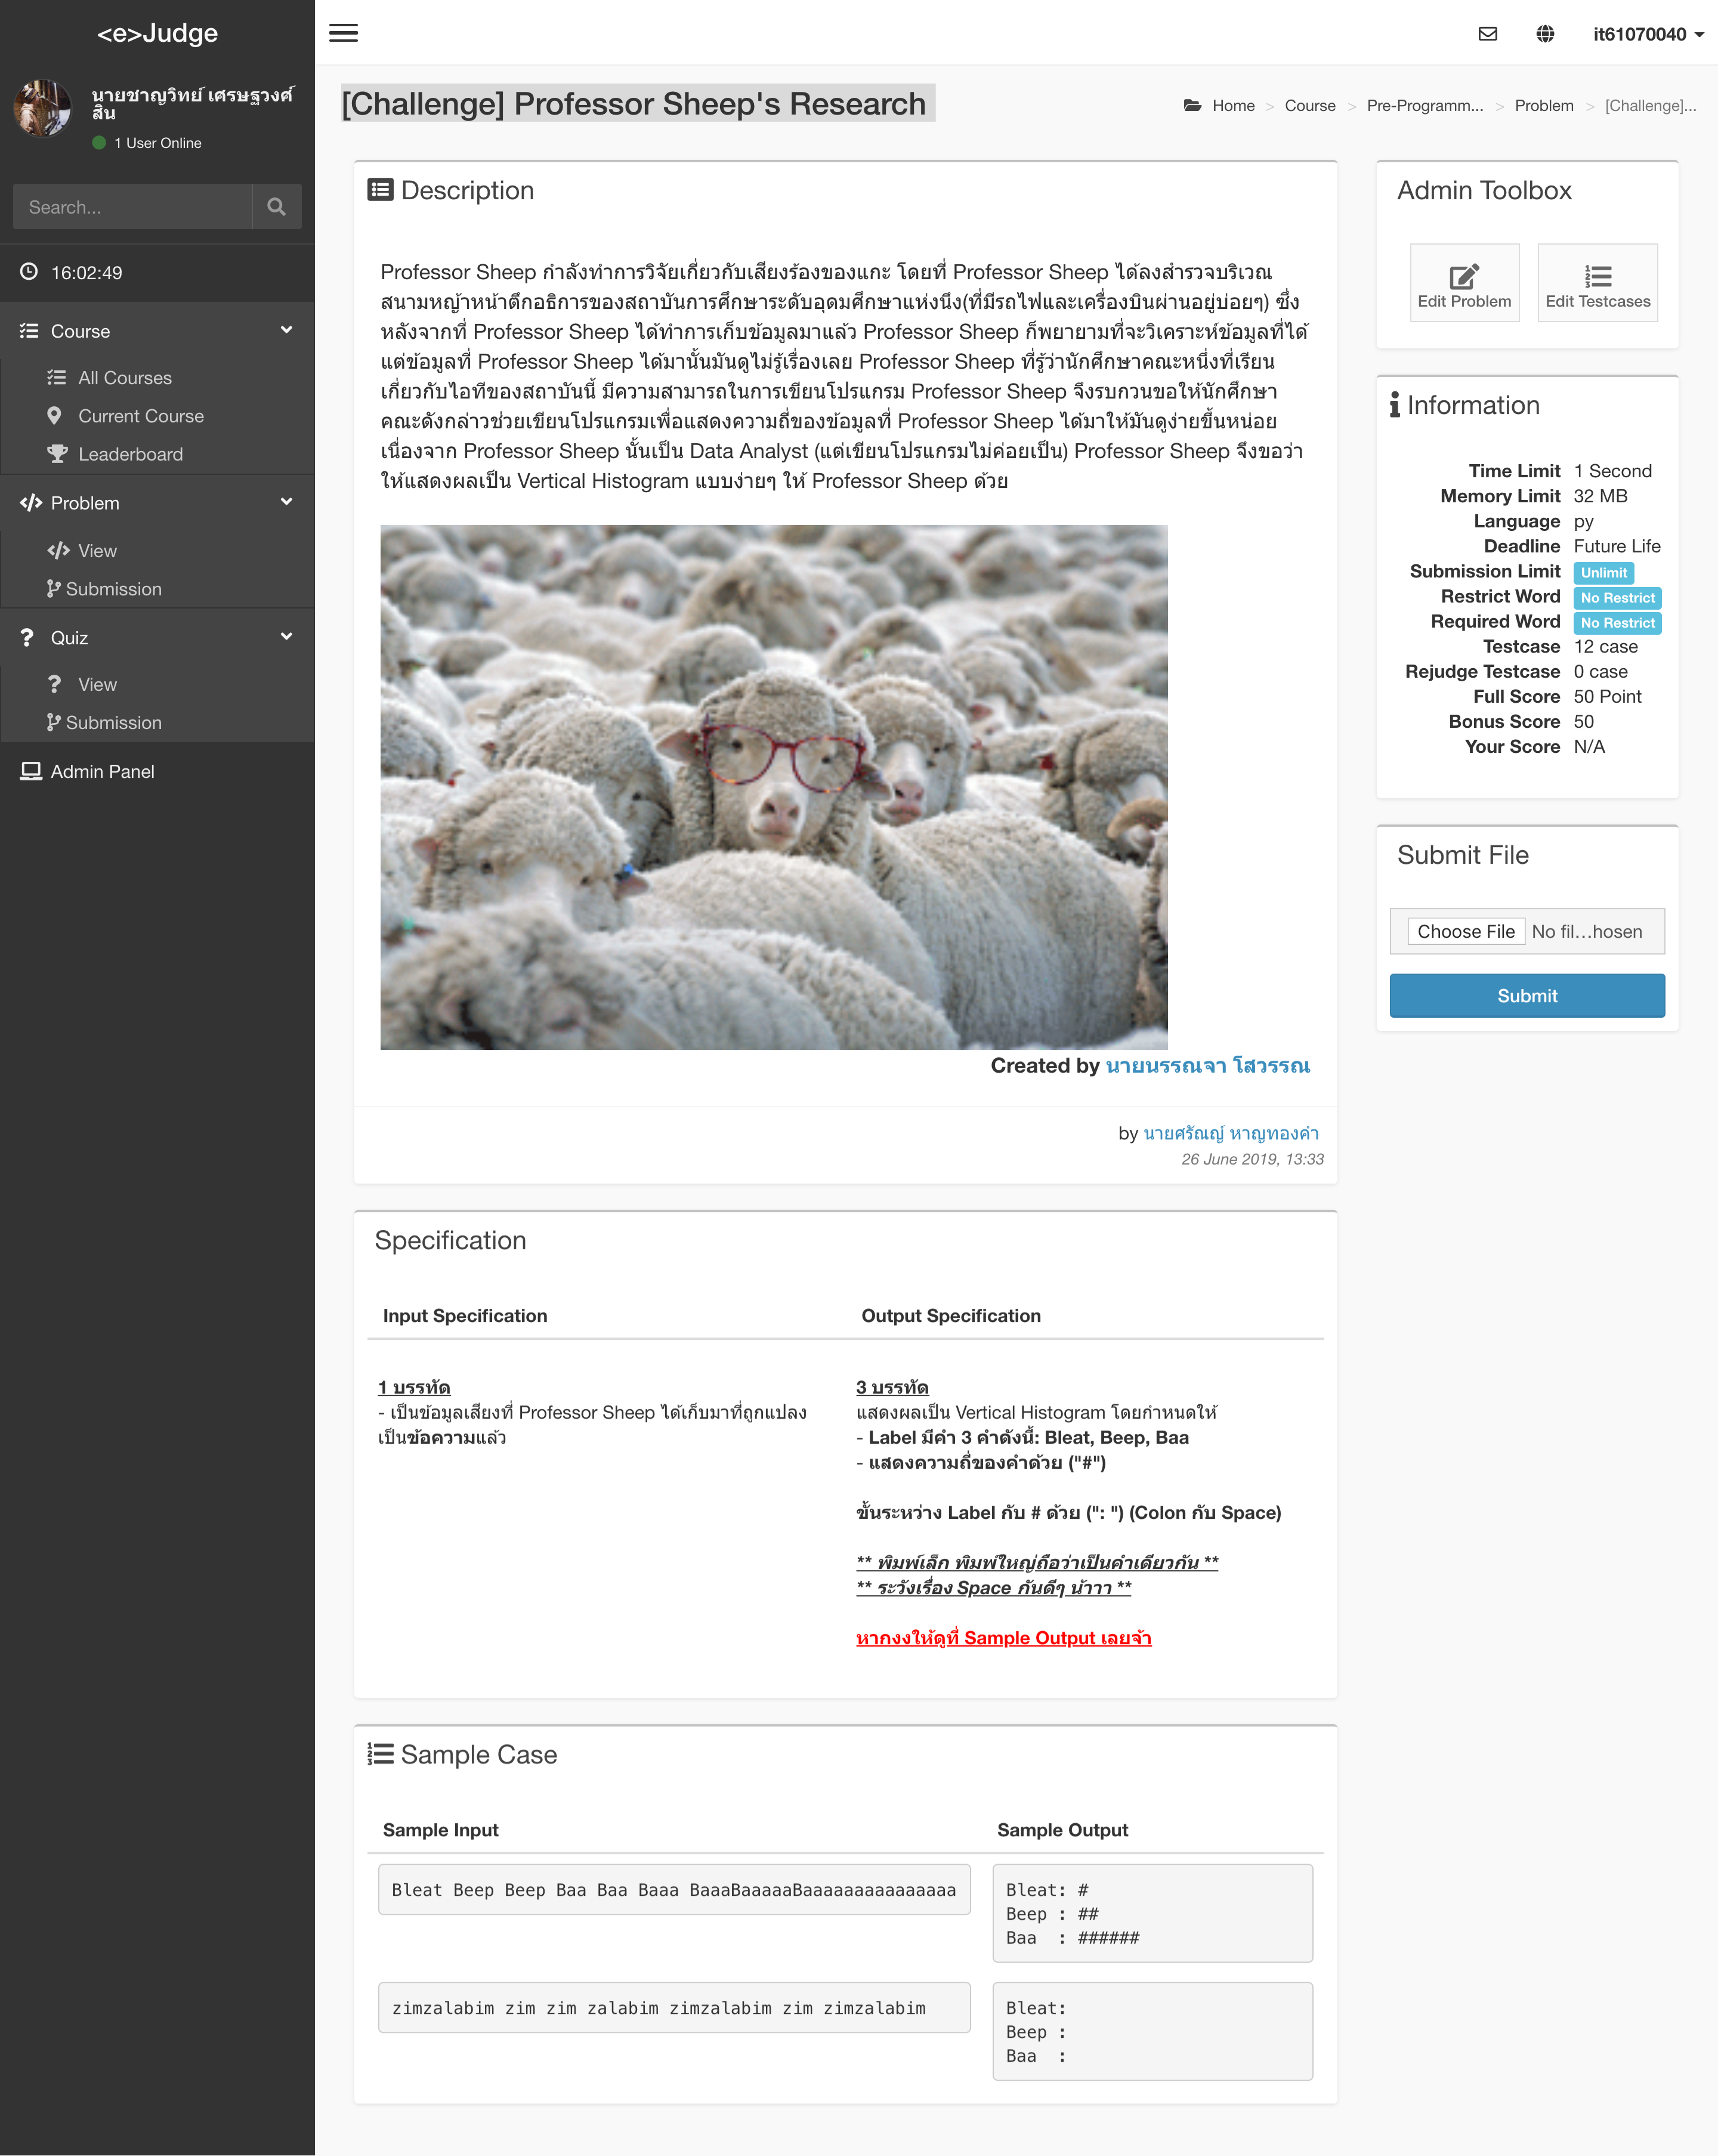 <e>Judge
it61070040
นายชาญวิทย์ เศรษฐวงศ์
สิน
1 User Online
Search...
16:02:49
Course
All Courses
Current Course
Leaderboard
Problem
View
Submission
Quiz
View
Submission
Admin Panel
[Challenge] Professor Sheep's Research
Home > Course > Pre-Programm... > Problem > [Challenge]...
Description
Professor Sheep กำลังทำการวิจัยเกี่ยวกับเสียงร้องของแกะ โดยที่ Professor Sheep ได้ลงสำรวจบริเวณ
สนามหญ้าหน้าตึกอธิการของสถาบันการศึกษาระดับอุดมศึกษาแห่งนึง(ที่มีรถไฟและเครื่องบินผ่านอยู่บ่อยๆ) ซึ่ง
หลังจากที่ Professor Sheep ได้ทำการเก็บข้อมูลมาแล้ว Professor Sheep ก็พยายามที่จะวิเคราะห์ข้อมูลที่ได้
แต่ข้อมูลที่ Professor Sheep ได้มานั้นมันดูไม่รู้เรื่องเลย Professor Sheep ที่รู้ว่านักศึกษาคณะหนึ่งที่เรียน
เกี่ยวกับไอทีของสถาบันนี้ มีความสามารถในการเขียนโปรแกรม Professor Sheep จึงรบกวนขอให้นักศึกษา
คณะดังกล่าวช่วยเขียนโปรแกรมเพื่อแสดงความถี่ของข้อมูลที่ Professor Sheep ได้มาให้มันดูง่ายขึ้นหน่อย
เนื่องจาก Professor Sheep นั้นเป็น Data Analyst (แต่เขียนโปรแกรมไม่ค่อยเป็น) Professor Sheep จึงขอว่า
ให้แสดงผลเป็น Vertical Histogram แบบง่ายๆ ให้ Professor Sheep ด้วย
Created by นายนรรณจา โสวรรณ
by นายศรัณญ์ หาญทองคำ
26 June 2019, 13:33
Admin Toolbox
Edit Problem
Edit Testcases
Information
Time Limit 1 Second
Memory Limit 32 MB
Language py
Deadline Future Life
Submission Limit Unlimit
Restrict Word No Restrict
Required Word No Restrict
Testcase 12 case
Rejudge Testcase 0 case
Full Score 50 Point
Bonus Score 50
Your Score N/A
Submit File
Choose File No fil...hosen
Submit
Specification
Input Specification
1 บรรทัด
- เป็นข้อมูลเสียงที่ Professor Sheep ได้เก็บมาที่ถูกแปลง
เป็นข้อความแล้ว
Output Specification
3 บรรทัด
แสดงผลเป็น Vertical Histogram โดยกำหนดให้
- Label มีคำ 3 คำดังนี้: Bleat, Beep, Baa
- แสดงความถี่ของคำด้วย ("#")
ขั้นระหว่าง Label กับ # ด้วย (": ") (Colon กับ Space)
** พิมพ์เล็ก พิมพ์ใหญ่ถือว่าเป็นคำเดียวกัน **
** ระวังเรื่อง Space กันดีๆ น้าาา **
หากงงให้ดูที่ Sample Output เลยจ้า
Sample Case
Sample Input
Sample Output
Bleat Beep Beep Baa Baa Baaa BaaaBaaaaaBaaaaaaaaaaaaaaa
Bleat: #
Beep : ##
Baa  : ######
zimzalabim zim zim zalabim zimzalabim zim zimzalabim
Bleat:
Beep :
Baa  :